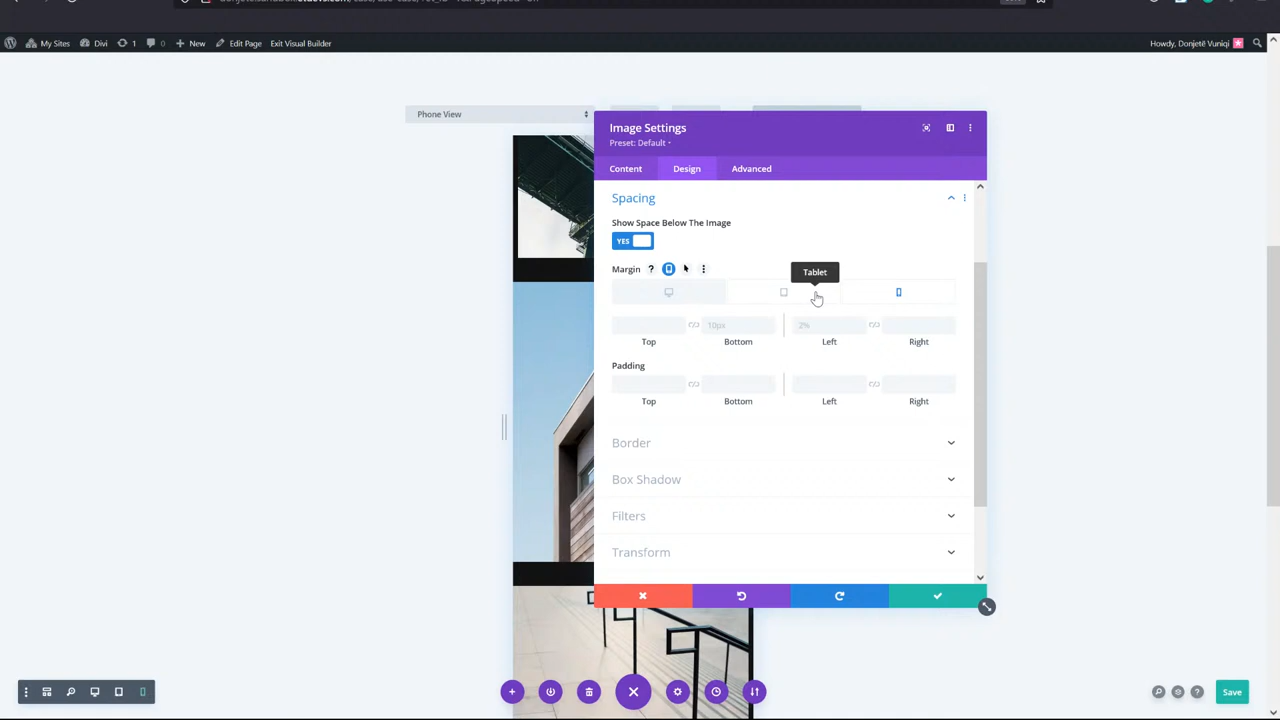 My Sites Divi 1 0 New Edit Page Exit Visual Builder Howdy, Donjetë Vuniqi
Phone View
Image Settings
Preset: Default
Content Design Advanced
Spacing
Show Space Below The Image
YES
Margin ?
Tablet
10px 2%
Top Bottom Left Right
Padding
Top Bottom Left Right
Border
Box Shadow
Filters
Transform
Save